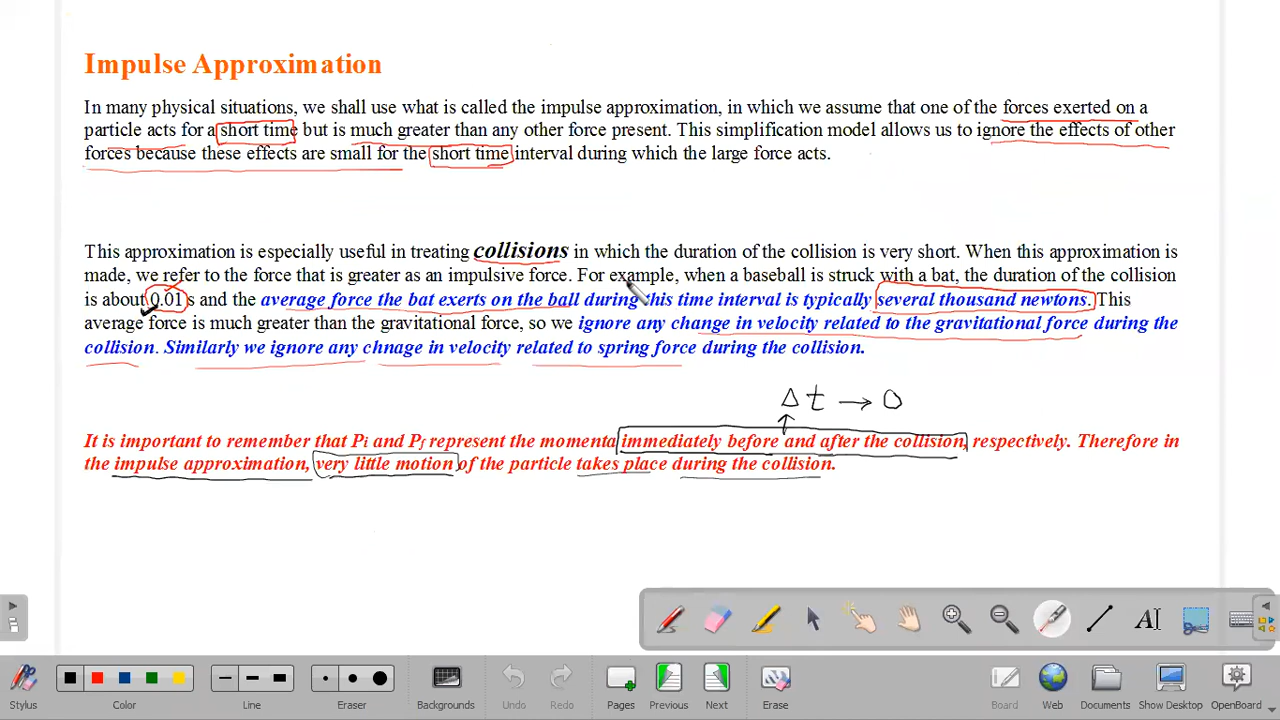 Impulse Approximation
In many physical situations, we shall use what is called the impulse approximation, in which we assume that one of the forces exerted on a
particle acts for a short time but is much greater than any other force present. This simplification model allows us to ignore the effects of other
forces because these effects are small for the short time interval during which the large force acts.
This approximation is especially useful in treating collisions in which the duration of the collision is very short. When this approximation is
made, we refer to the force that is greater as an impulsive force. For example, when a baseball is struck with a bat, the duration of the collision
is about 0.01 s and the average force the bat exerts on the ball during this time interval is typically several thousand newtons. This
average force is much greater than the gravitational force, so we ignore any change in velocity related to the gravitational force during the
collision. Similarly we ignore any chnage in velocity related to spring force during the collision.
Δt → 0
It is important to remember that Pi and Pf represent the momenta immediately before and after the collision, respectively. Therefore in
the impulse approximation, very little motion of the particle takes place during the collision.
Stylus Color Line Eraser Backgrounds Undo Redo Pages Previous Next Erase Board Web Documents Show Desktop OpenBoard